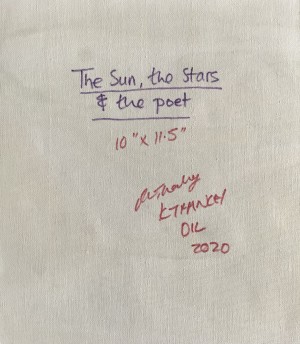 The Sun, the Stars
& the poet
10"x 11.5"
OIL
2020